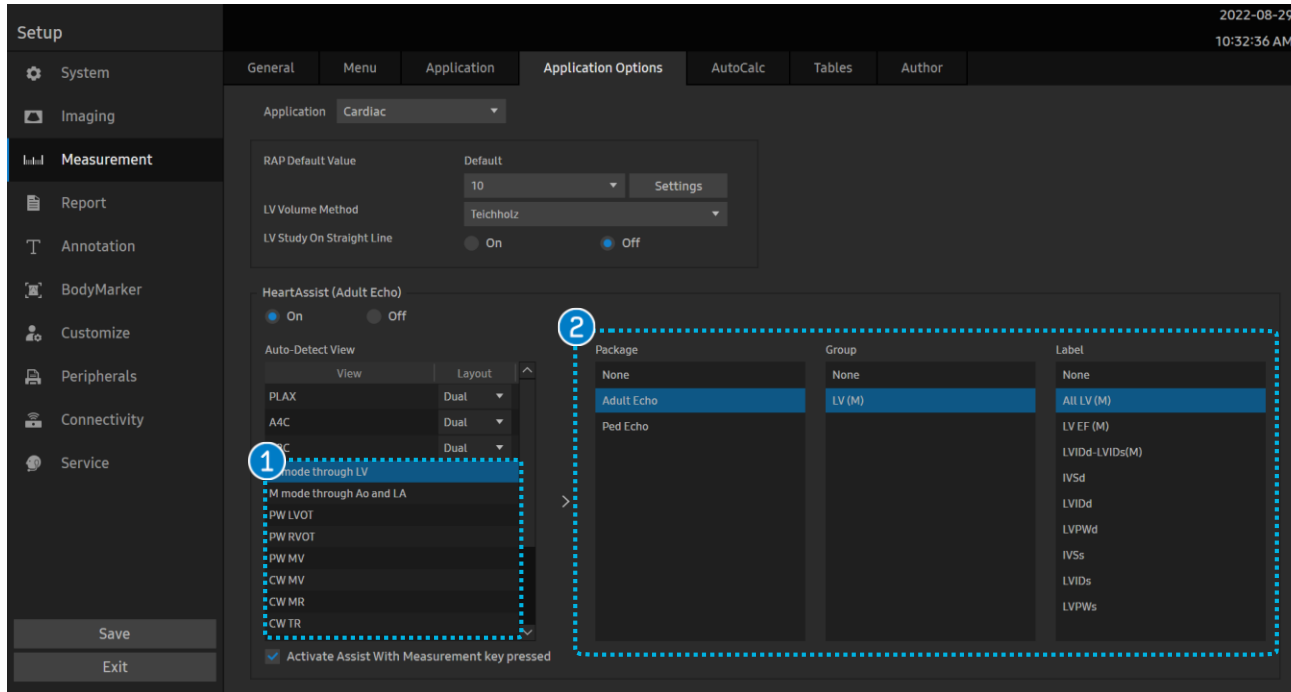 Setup
2022-08-29
10:32:36 AM
System
Imaging
Measurement
Report
Annotation
BodyMarker
Customize
Peripherals
Connectivity
Service
Save
Exit
General Menu Application Application Options AutoCalc Tables Author
Application Cardiac
RAP Default Value Default
10 Settings
LV Volume Method Teichholz
LV Study On Straight Line On Off
HeartAssist (Adult Echo)
On Off
Auto-Detect View
View Layout
PLAX Dual
A4C Dual
Dual
1
mode through LV
M mode through Ao and LA
PW LVOT
PW RVOT
PW MV
CW MV
CW MR
CW TR
Activate Assist With Measurement key pressed
2
Package
None
Adult Echo
Ped Echo
Group
None
LV (M)
Label
None
All LV (M)
LV EF (M)
LVIDd-LVIDs(M)
IVSd
LVIDd
LVPWd
IVSs
LVIDs
LVPWs